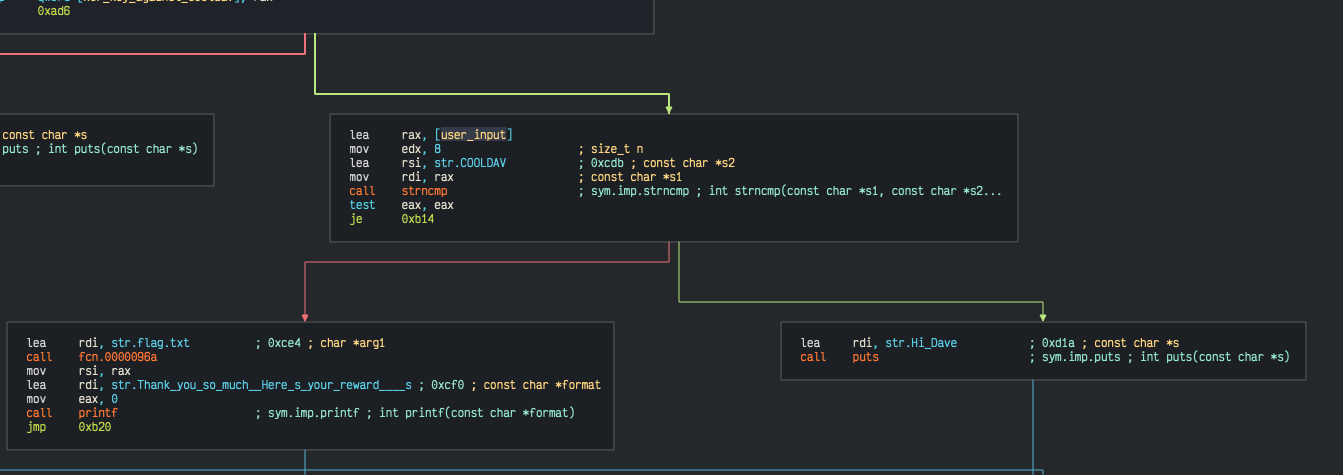 0xad6
const char *s
puts ; int puts(const char *s)
lea rax, [user_input]
mov edx, 8 ; size_t n
lea rsi, str.COOLDAV ; 0xcdb ; const char *s2
mov rdi, rax ; const char *s1
call strncmp ; sym.imp.strncmp ; int strncmp(const char *s1, const char *s2...
test eax, eax
je 0xb14
lea rdi, str.flag.txt ; 0xce4 ; char *arg1
call fcn.0000096a
mov rsi, rax
lea rdi, str.Thank_you_so_much__Here_s_your_reward____s ; 0xcf0 ; const char *format
mov eax, 0
call printf ; sym.imp.printf ; int printf(const char *format)
jmp 0xb20
lea rdi, str.Hi_Dave ; 0xd1a ; const char *s
call puts ; sym.imp.puts ; int puts(const char *s)